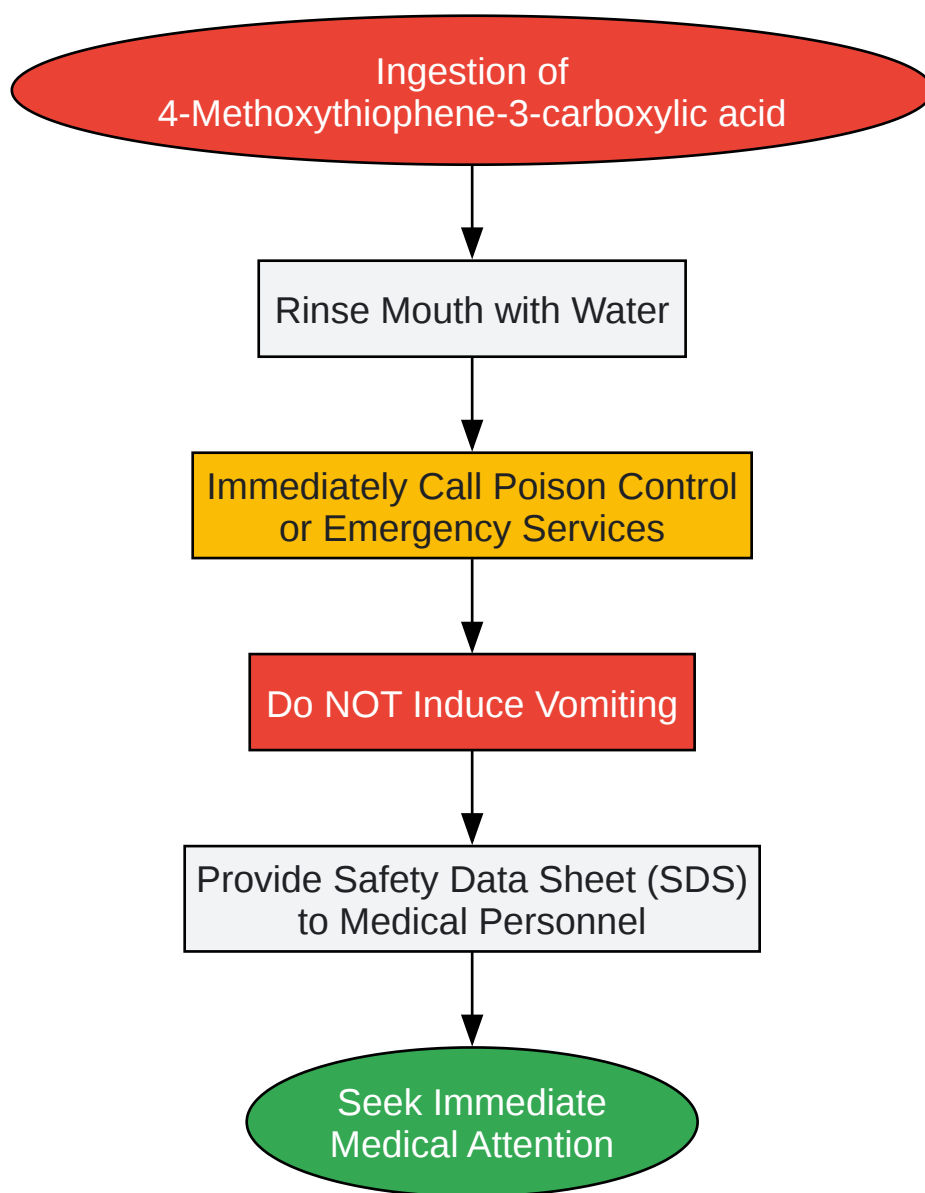 Ingestion of
4-Methoxythiophene-3-carboxylic acid
Rinse Mouth with Water
Immediately Call Poison Control
or Emergency Services
Do NOT Induce Vomiting
Provide Safety Data Sheet (SDS)
to Medical Personnel
Seek Immediate
Medical Attention